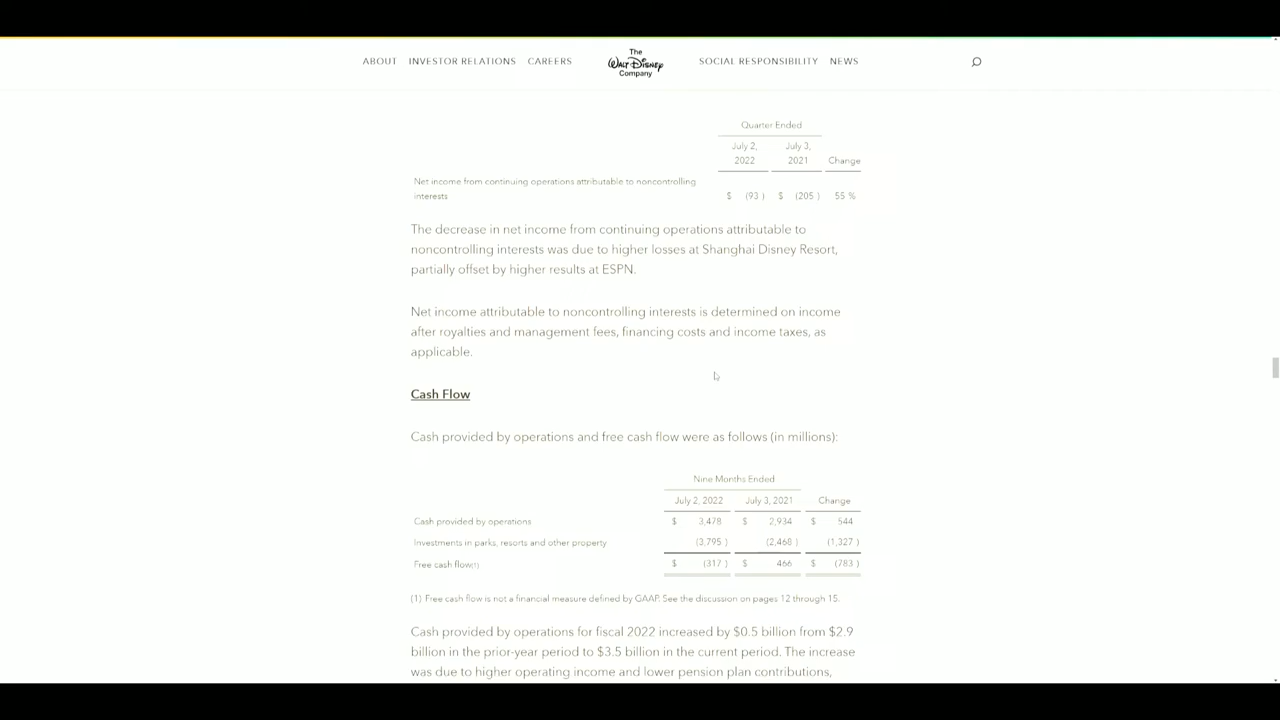 ABOUT INVESTOR RELATIONS CAREERS The Walt Disney Company SOCIAL RESPONSIBILITY NEWS
Quarter Ended
July 2, 2022 July 3, 2021 Change
Net income from continuing operations attributable to noncontrolling
interests $ (93 ) $ (205 ) 55 %
The decrease in net income from continuing operations attributable to
noncontrolling interests was due to higher losses at Shanghai Disney Resort,
partially offset by higher results at ESPN.
Net income attributable to noncontrolling interests is determined on income
after royalties and management fees, financing costs and income taxes, as
applicable.
Cash Flow
Cash provided by operations and free cash flow were as follows (in millions):
Nine Months Ended
July 2, 2022 July 3, 2021 Change
Cash provided by operations $ 3,478 $ 2,934 $ 544
Investments in parks, resorts and other property (3,795 ) (2,468 ) (1,327 )
Free cash flow(1) $ (317 ) $ 466 $ (783 )
(1) Free cash flow is not a financial measure defined by GAAP. See the discussion on pages 12 through 15.
Cash provided by operations for fiscal 2022 increased by $0.5 billion from $2.9
billion in the prior-year period to $3.5 billion in the current period. The increase
was due to higher operating income and lower pension plan contributions,